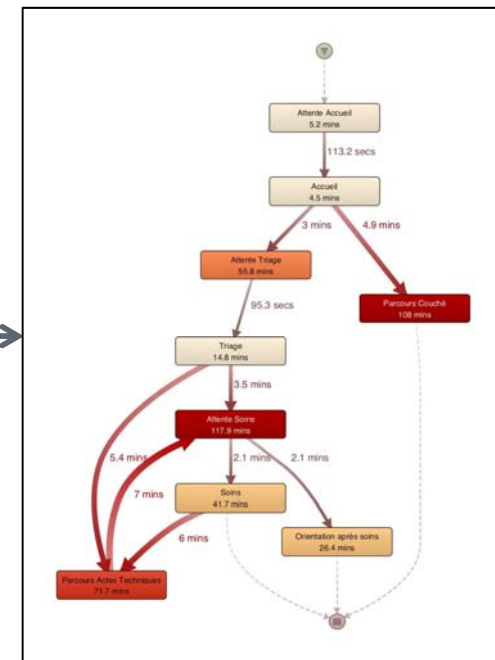 Attente Accueil
5.2 mins
113.2 secs
Accueil
4.5 mins
3 mins
4.9 mins
Attente Triage
55.8 mins
Parcours Couché
108 mins
95.3 secs
Triage
14.8 mins
3.5 mins
Attente Soins
117.9 mins
5.4 mins
2.1 mins
2.1 mins
7 mins
Soins
41.7 mins
6 mins
Orientation après soins
26.4 mins
Parcours Actes Techniques
71.7 mins